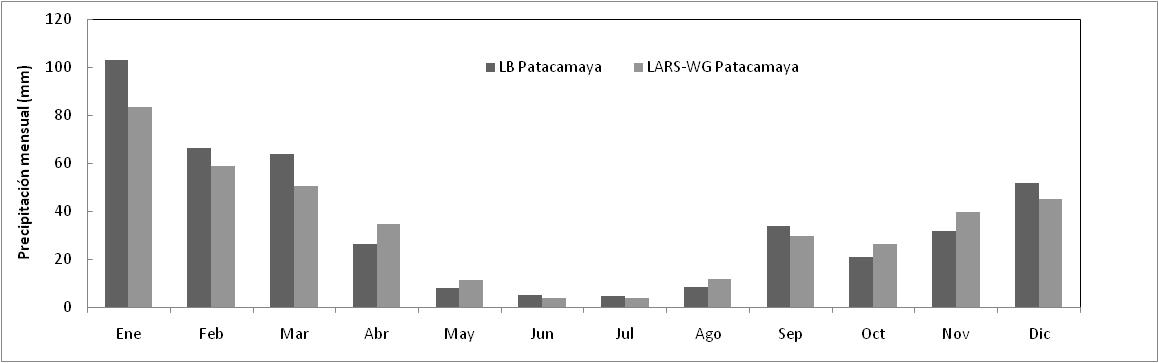 120
100
80
60
40
20
0
Precipitación mensual (mm)
LB Patacamaya LARS-WG Patacamaya
Ene Feb Mar Abr May Jun Jul Ago Sep Oct Nov Dic